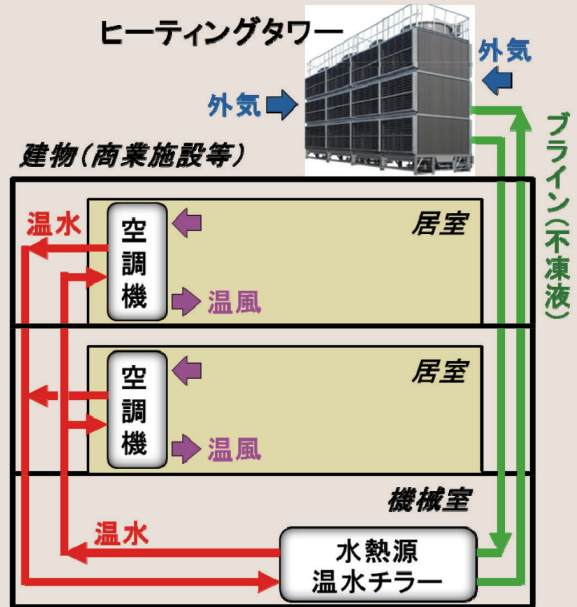 ヒーティングタワー
外気
外気
建物(商業施設等)
ブライン(不凍液)
温水
空調機
居室
温風
空調機
居室
温風
機械室
温水
水熱源
温水チラー